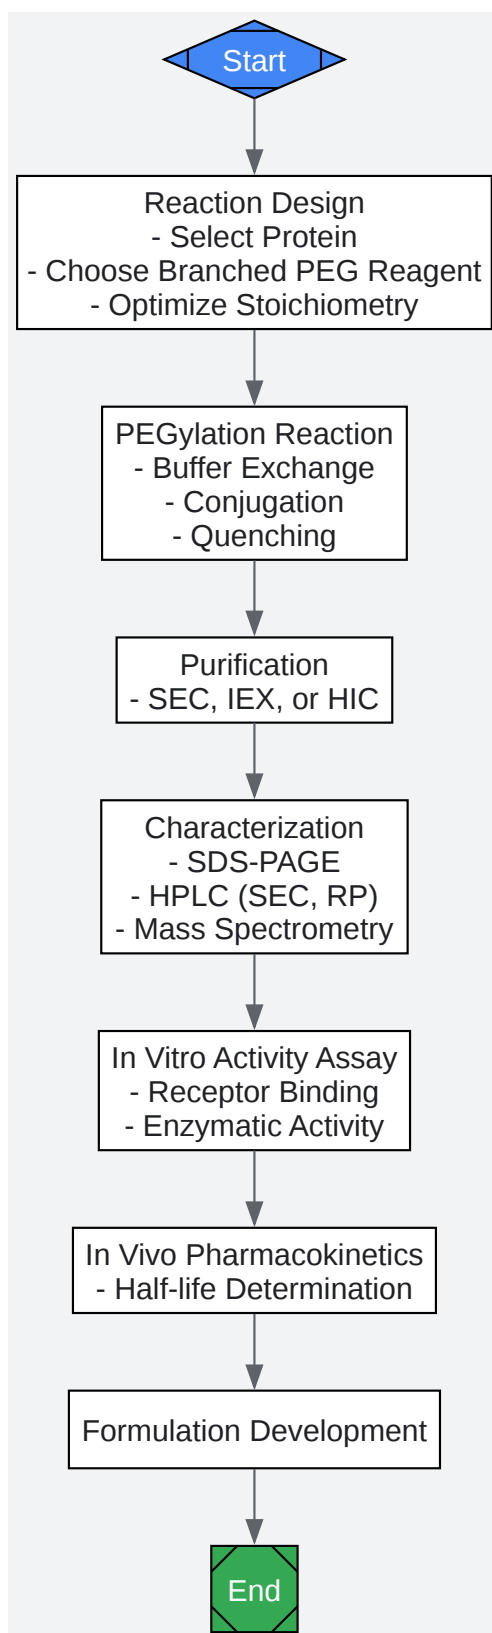 Start
Reaction Design
- Select Protein
- Choose Branched PEG Reagent
- Optimize Stoichiometry
PEGylation Reaction
- Buffer Exchange
- Conjugation
- Quenching
Purification
- SEC, IEX, or HIC
Characterization
- SDS-PAGE
- HPLC (SEC, RP)
- Mass Spectrometry
In Vitro Activity Assay
- Receptor Binding
- Enzymatic Activity
In Vivo Pharmacokinetics
- Half-life Determination
Formulation Development
End